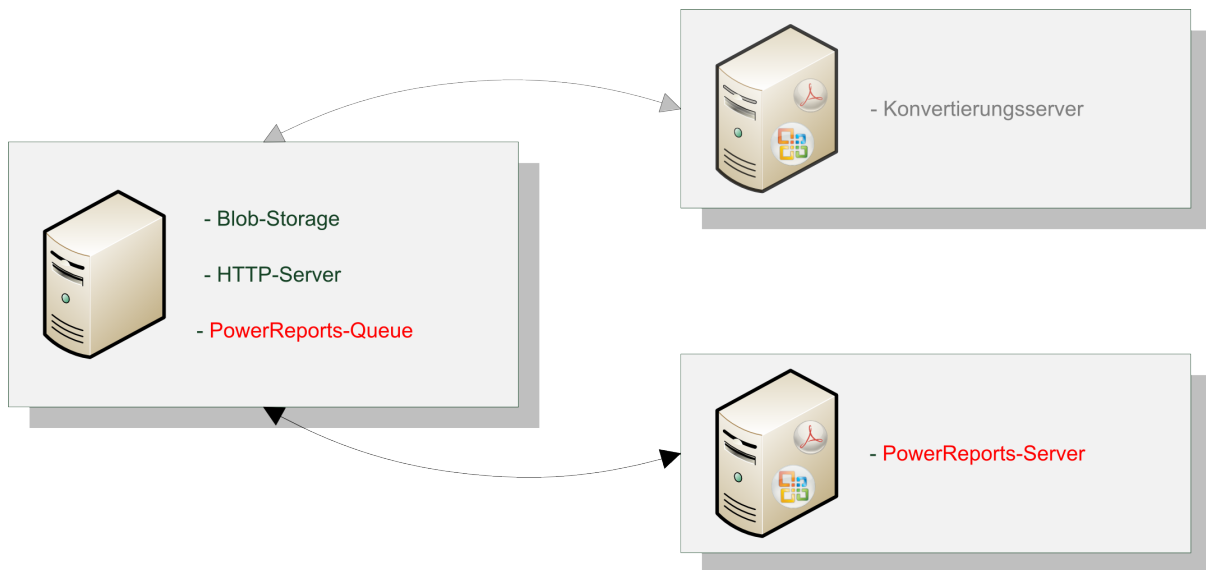 - Konvertierungsserver
- Blob-Storage
- HTTP-Server
- PowerReports-Queue
- PowerReports-Server